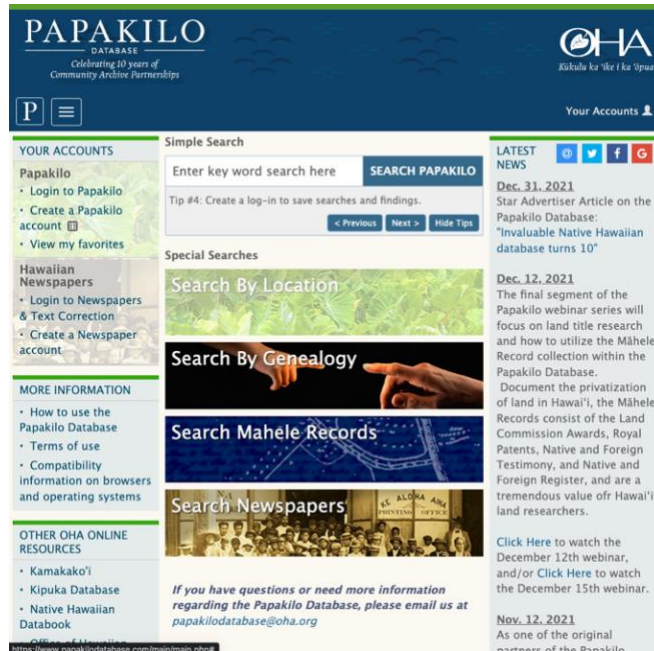 PAPAKILO
DATABASE
Celebrating 10 years of
Community Archive Partnerships
OHA
Kūkulu ka ʻike i ka ʻōpua
P
Your Accounts
YOUR ACCOUNTS
Papakilo
· Login to Papakilo
· Create a Papakilo
account
· View my favorites
Hawaiian
Newspapers
· Login to Newspapers
& Text Correction
· Create a Newspaper
account
MORE INFORMATION
· How to use the
Papakilo Database
· Terms of use
· Compatibility
information on browsers
and operating systems
OTHER OHA ONLINE
RESOURCES
· Kamakakoʻi
· Kipuka Database
· Native Hawaiian
Databook
· Office of Hawaiian
https://www.papakilodatabase.com/main/main.php#
Simple Search
Enter key word search here
SEARCH PAPAKILO
Tip #4: Create a log-in to save searches and findings.
< Previous
Next >
Hide Tips
Special Searches
Search By Location
Search By Genealogy
Search Mahele Records
Search Newspapers
KE ALOHA AINA
PRINTING OFFICE
If you have questions or need more information
regarding the Papakilo Database, please email us at
papakilodatabase@oha.org
LATEST
NEWS
Dec. 31, 2021
Star Advertiser Article on the
Papakilo Database:
"Invaluable Native Hawaiian
database turns 10"
Dec. 12, 2021
The final segment of the
Papakilo webinar series will
focus on land title research
and how to utilize the Māhele
Record collection within the
Papakilo Database.
Document the privatization
of land in Hawaiʻi, the Māhele
Records consist of the Land
Commission Awards, Royal
Patents, Native and Foreign
Testimony, and Native and
Foreign Register, and are a
tremendous value ofr Hawaiʻi
land researchers.
Click Here to watch the
December 12th webinar,
and/or Click Here to watch
the December 15th webinar.
Nov. 12, 2021
As one of the original
partners of the Papakilo